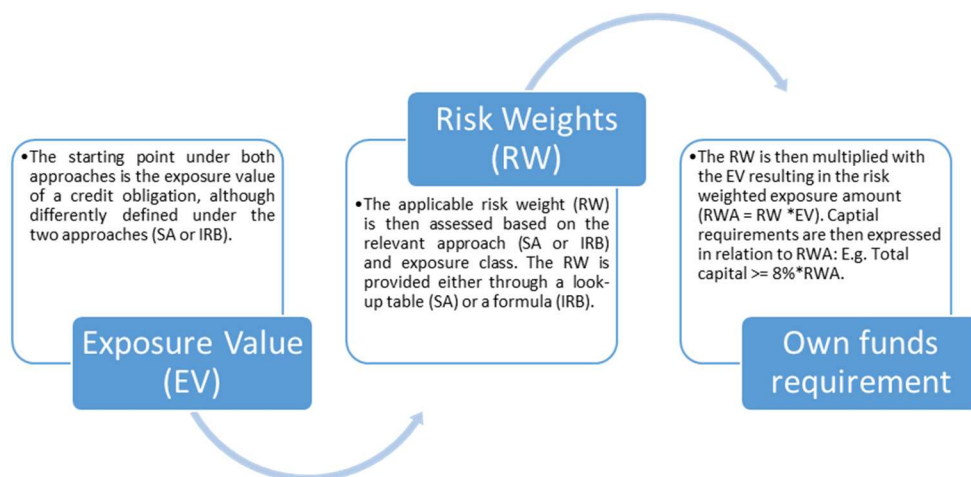 •The starting point under both
approaches is the exposure value
of a credit obligation, although
differently defined under the
two approaches (SA or IRB).
Exposure Value
(EV)
Risk Weights
(RW)
•The applicable risk weight (RW)
is then assessed based on the
relevant approach (SA or IRB)
and exposure class. The RW is
provided either through a look-
up table (SA) or a formula (IRB).
•The RW is then multiplied with
the EV resulting in the risk
weighted exposure amount
(RWA = RW *EV). Captial
requirements are then expressed
in relation to RWA: E.g. Total
capital >= 8%*RWA.
Own funds
requirement